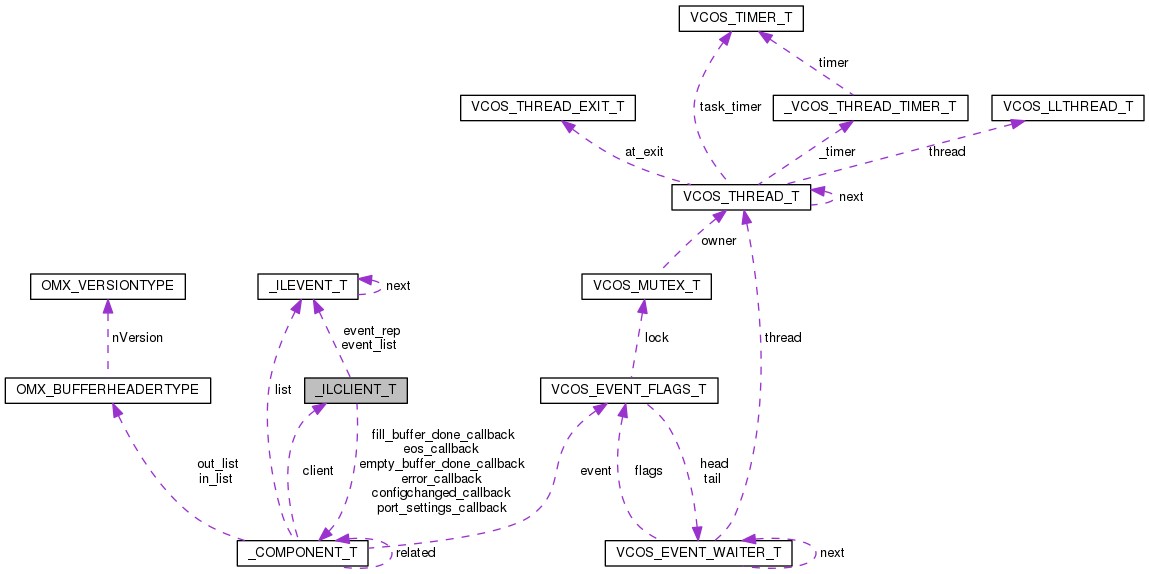 VCOS_TIMER_T
timer
VCOS_THREAD_EXIT_T
task_timer
_VCOS_THREAD_TIMER_T
VCOS_LLTHREAD_T
at_exit
_timer
thread
VCOS_THREAD_T
next
owner
OMX_VERSIONTYPE
_ILEVENT_T
next
VCOS_MUTEX_T
nVersion
event_rep
event_list
lock
thread
OMX_BUFFERHEADERTYPE
list
_ILCLIENT_T
VCOS_EVENT_FLAGS_T
out_list
in_list
client
fill_buffer_done_callback
eos_callback
empty_buffer_done_callback
error_callback
configchanged_callback
port_settings_callback
event
flags
head
tail
_COMPONENT_T
related
VCOS_EVENT_WAITER_T
next